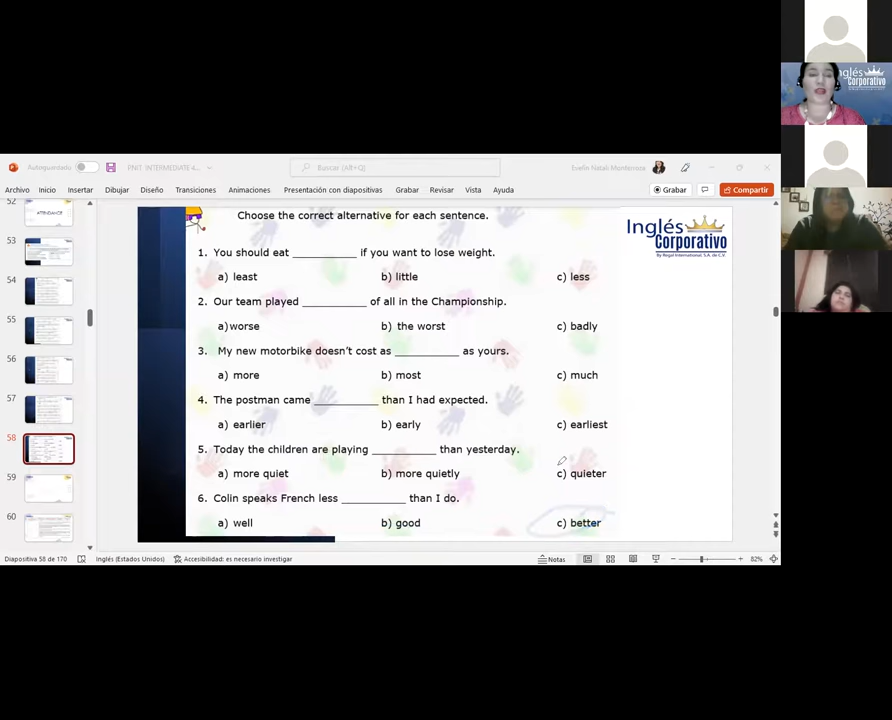 Autoguardado
PNIT_INTERMEDIATE 4...
Buscar (Alt+Q)
Archivo Inicio Insertar Dibujar Diseño Transiciones Animaciones Presentación con diapositivas Grabar Revisar Vista Ayuda
Grabar
Compartir
52
ATENDANCE
53
54
55
56
57
58
59
60
Choose the correct alternative for each sentence.
Inglés
Corporativo
By Regal International, S.A. de C.V.
1. You should eat __________ if you want to lose weight.
a) least b) little c) less
2. Our team played __________ of all in the Championship.
a)worse b) the worst c) badly
3. My new motorbike doesn't cost as __________ as yours.
a) more b) most c) much
4. The postman came __________ than I had expected.
a) earlier b) early c) earliest
5. Today the children are playing __________ than yesterday.
a) more quiet b) more quietly c) quieter
6. Colin speaks French less __________ than I do.
a) well b) good c) better
Diapositiva 58 de 170
Inglés (Estados Unidos)
Accesibilidad: es necesario investigar
Notas
82%
nglés
Corporativo